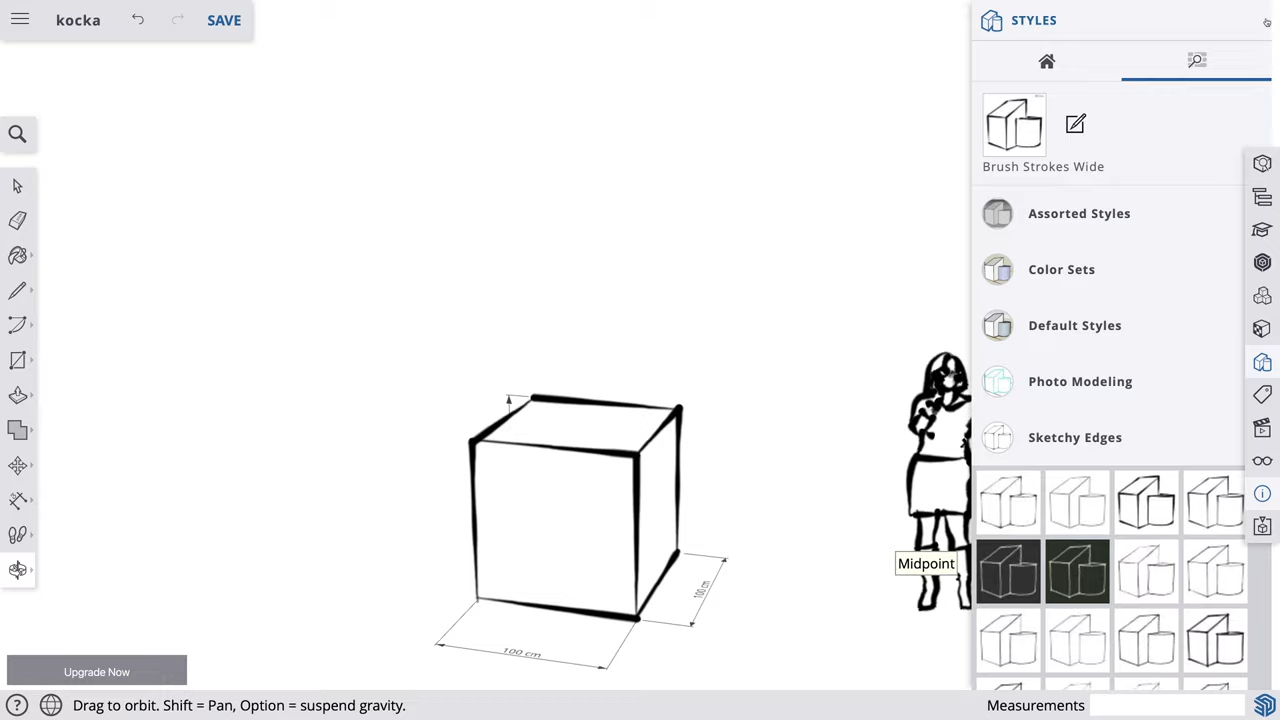 kocka
SAVE
STYLES
Brush Strokes Wide
Assorted Styles
Color Sets
Default Styles
Photo Modeling
Sketchy Edges
Midpoint
100 cm
100 cm
Upgrade Now
Drag to orbit. Shift = Pan, Option = suspend gravity.
Measurements